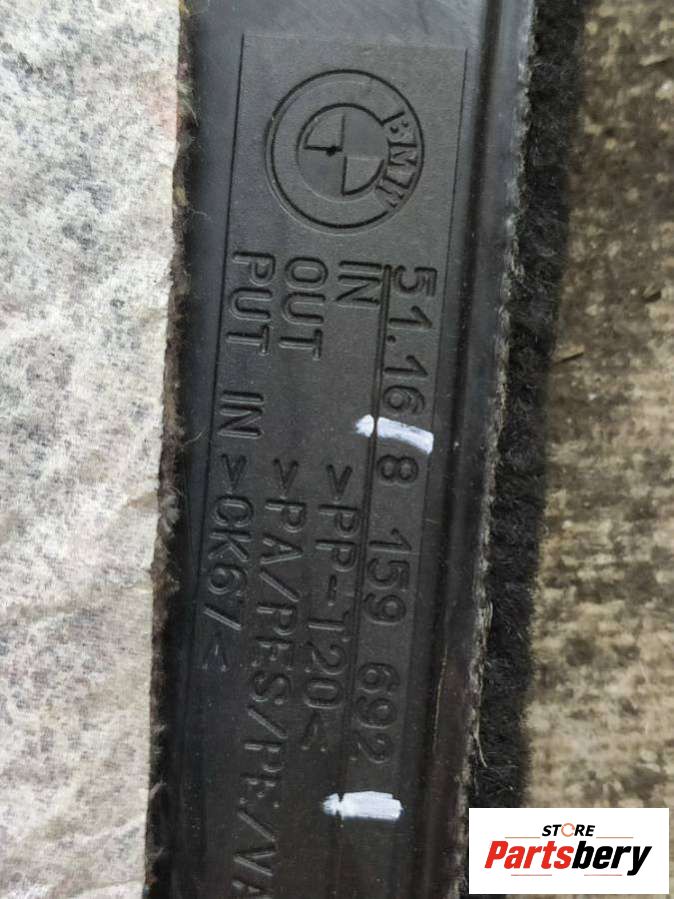 BMW
51.16 8 159 692
IN >PP-T20<
OUT >PA/PES/PE/VA
PUT IN >CK67<
STORE
Partsbery